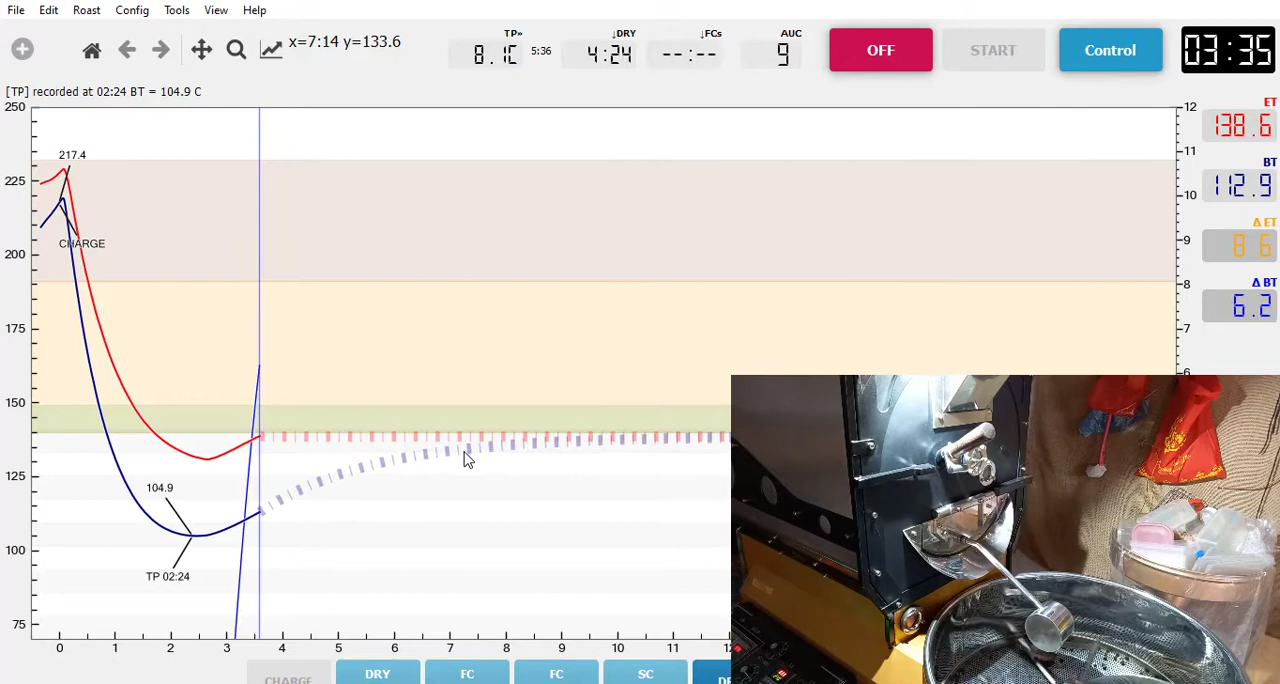 File Edit Roast Config Tools View Help
x=7:14 y=133.6
TP» ↓DRY ↓FCs AUC
8.1C 5:36 4:24 --:-- 9
OFF START Control 03:35
[TP] recorded at 02:24 BT = 104.9 C
ET
138.6
BT
112.9
Δ ET
8.6
Δ BT
6.2
250
225
200
175
150
125
100
75
12
11
10
9
8
7
6
217.4
CHARGE
104.9
TP 02:24
0 1 2 3 4 5 6 7 8 9 10 11
CHARGE DRY FC FC SC